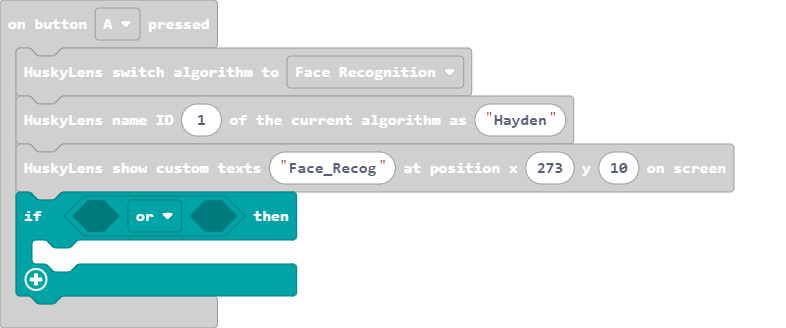 on button A pressed
HuskyLens switch algorithm to Face Recognition
HuskyLens name ID 1 of the current algorithm as "Hayden"
HuskyLens show custom texts "Face_Recog" at position x 273 y 10 on screen
if or then